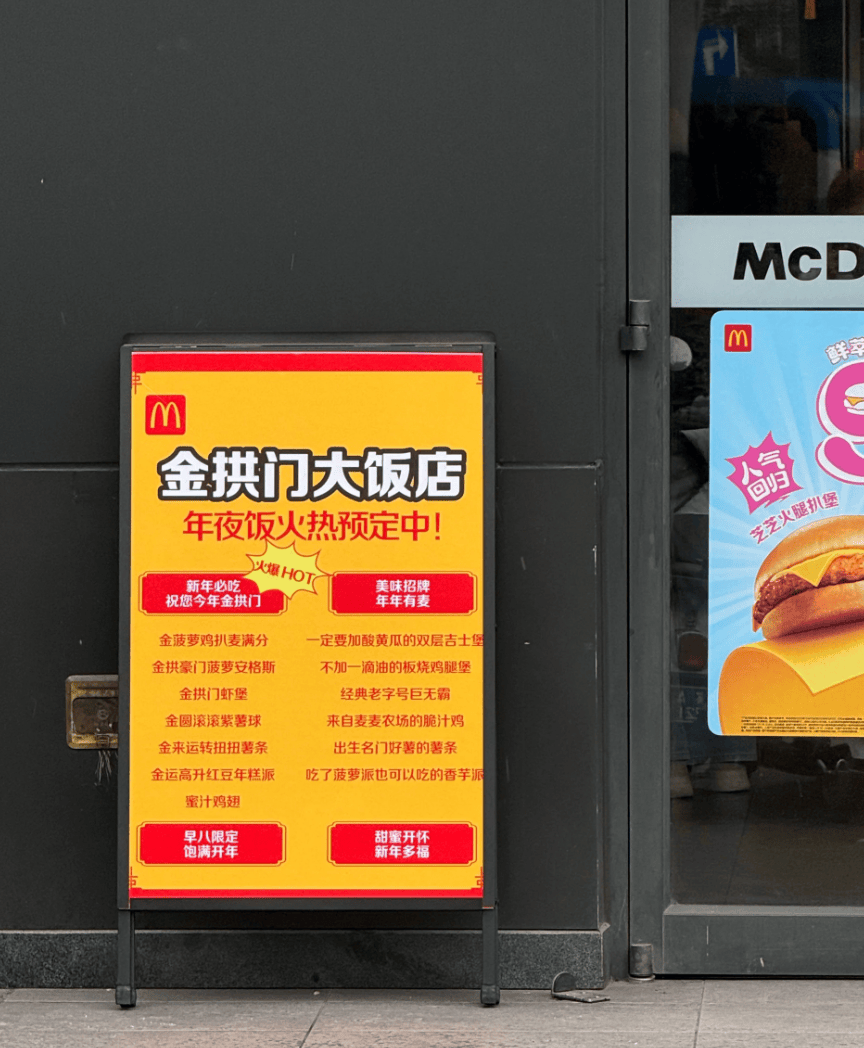 金拱门大饭店
年夜饭火热预定中！
火爆 HOT
新年必吃
祝您今年金拱门
金菠萝鸡扒麦满分
金拱豪门菠萝安格斯
金拱门虾堡
金圆滚滚紫薯球
金来运转扭扭薯条
金运高升红豆年糕派
蜜汁鸡翅
美味招牌
年年有麦
一定要加酸黄瓜的双层吉士堡
不加一滴油的板烧鸡腿堡
经典老字号巨无霸
来自麦麦农场的脆汁鸡
出生名门好薯的薯条
吃了菠萝派也可以吃的香芋派
早八限定
饱满开年
甜蜜开怀
新年多福
McD
鲜萃
人气
回归
芝芝火腿扒堡